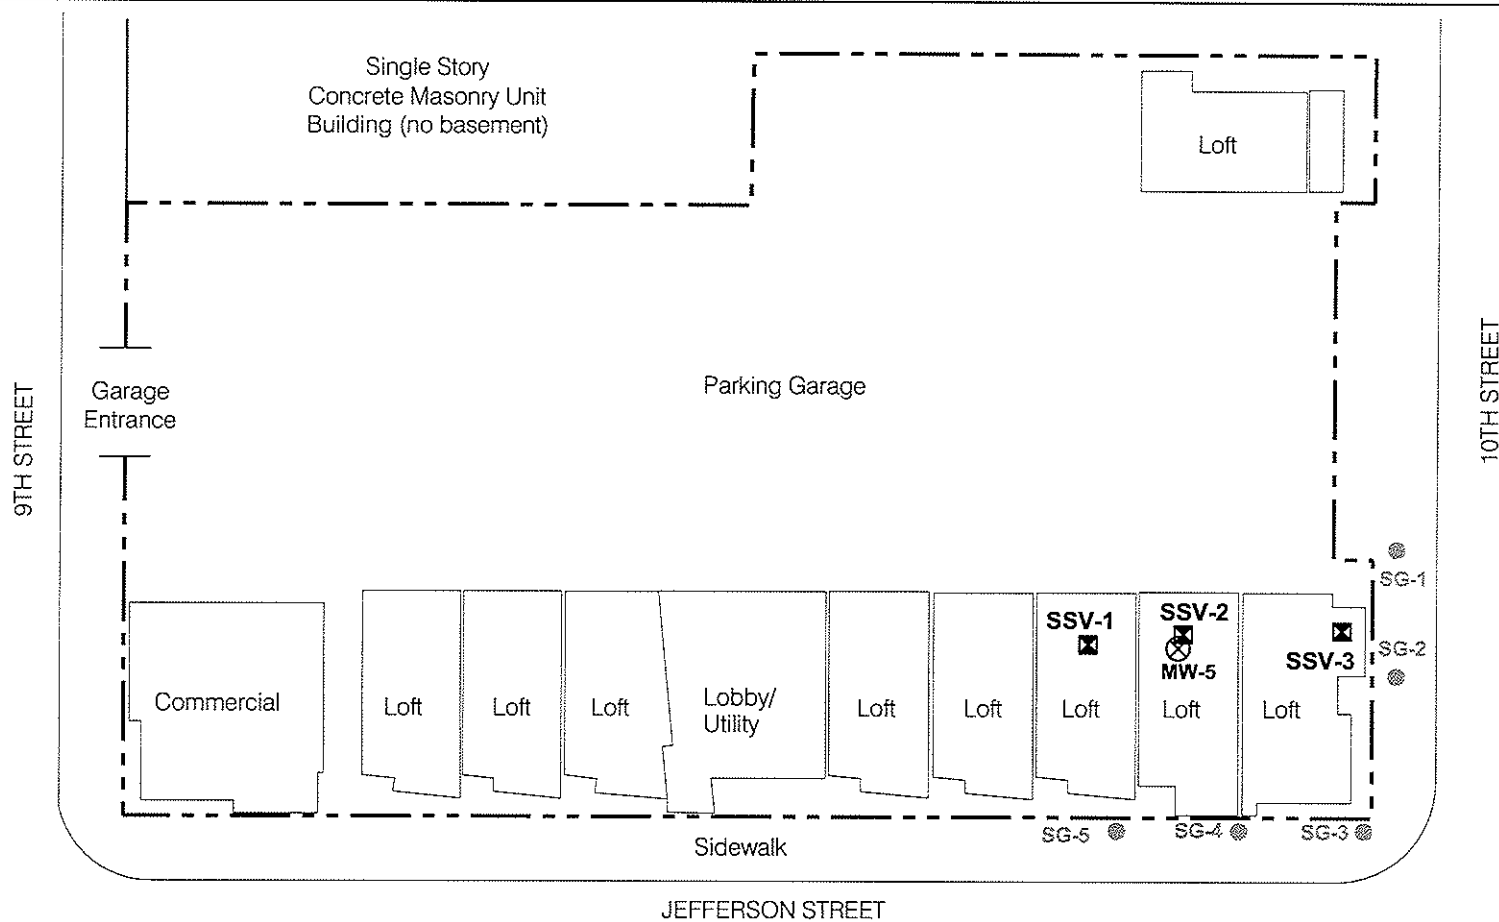 Single Story
Concrete Masonry Unit
Building (no basement)
Loft
9TH STREET
Garage
Entrance
Parking Garage
10TH STREET
SG-1
SSV-1
SSV-2
SSV-3
SG-2
MW-5
Commercial
Loft
Loft
Loft
Lobby/
Utility
Loft
Loft
Loft
Loft
Loft
SG-5
SG-4
SG-3
Sidewalk
JEFFERSON STREET